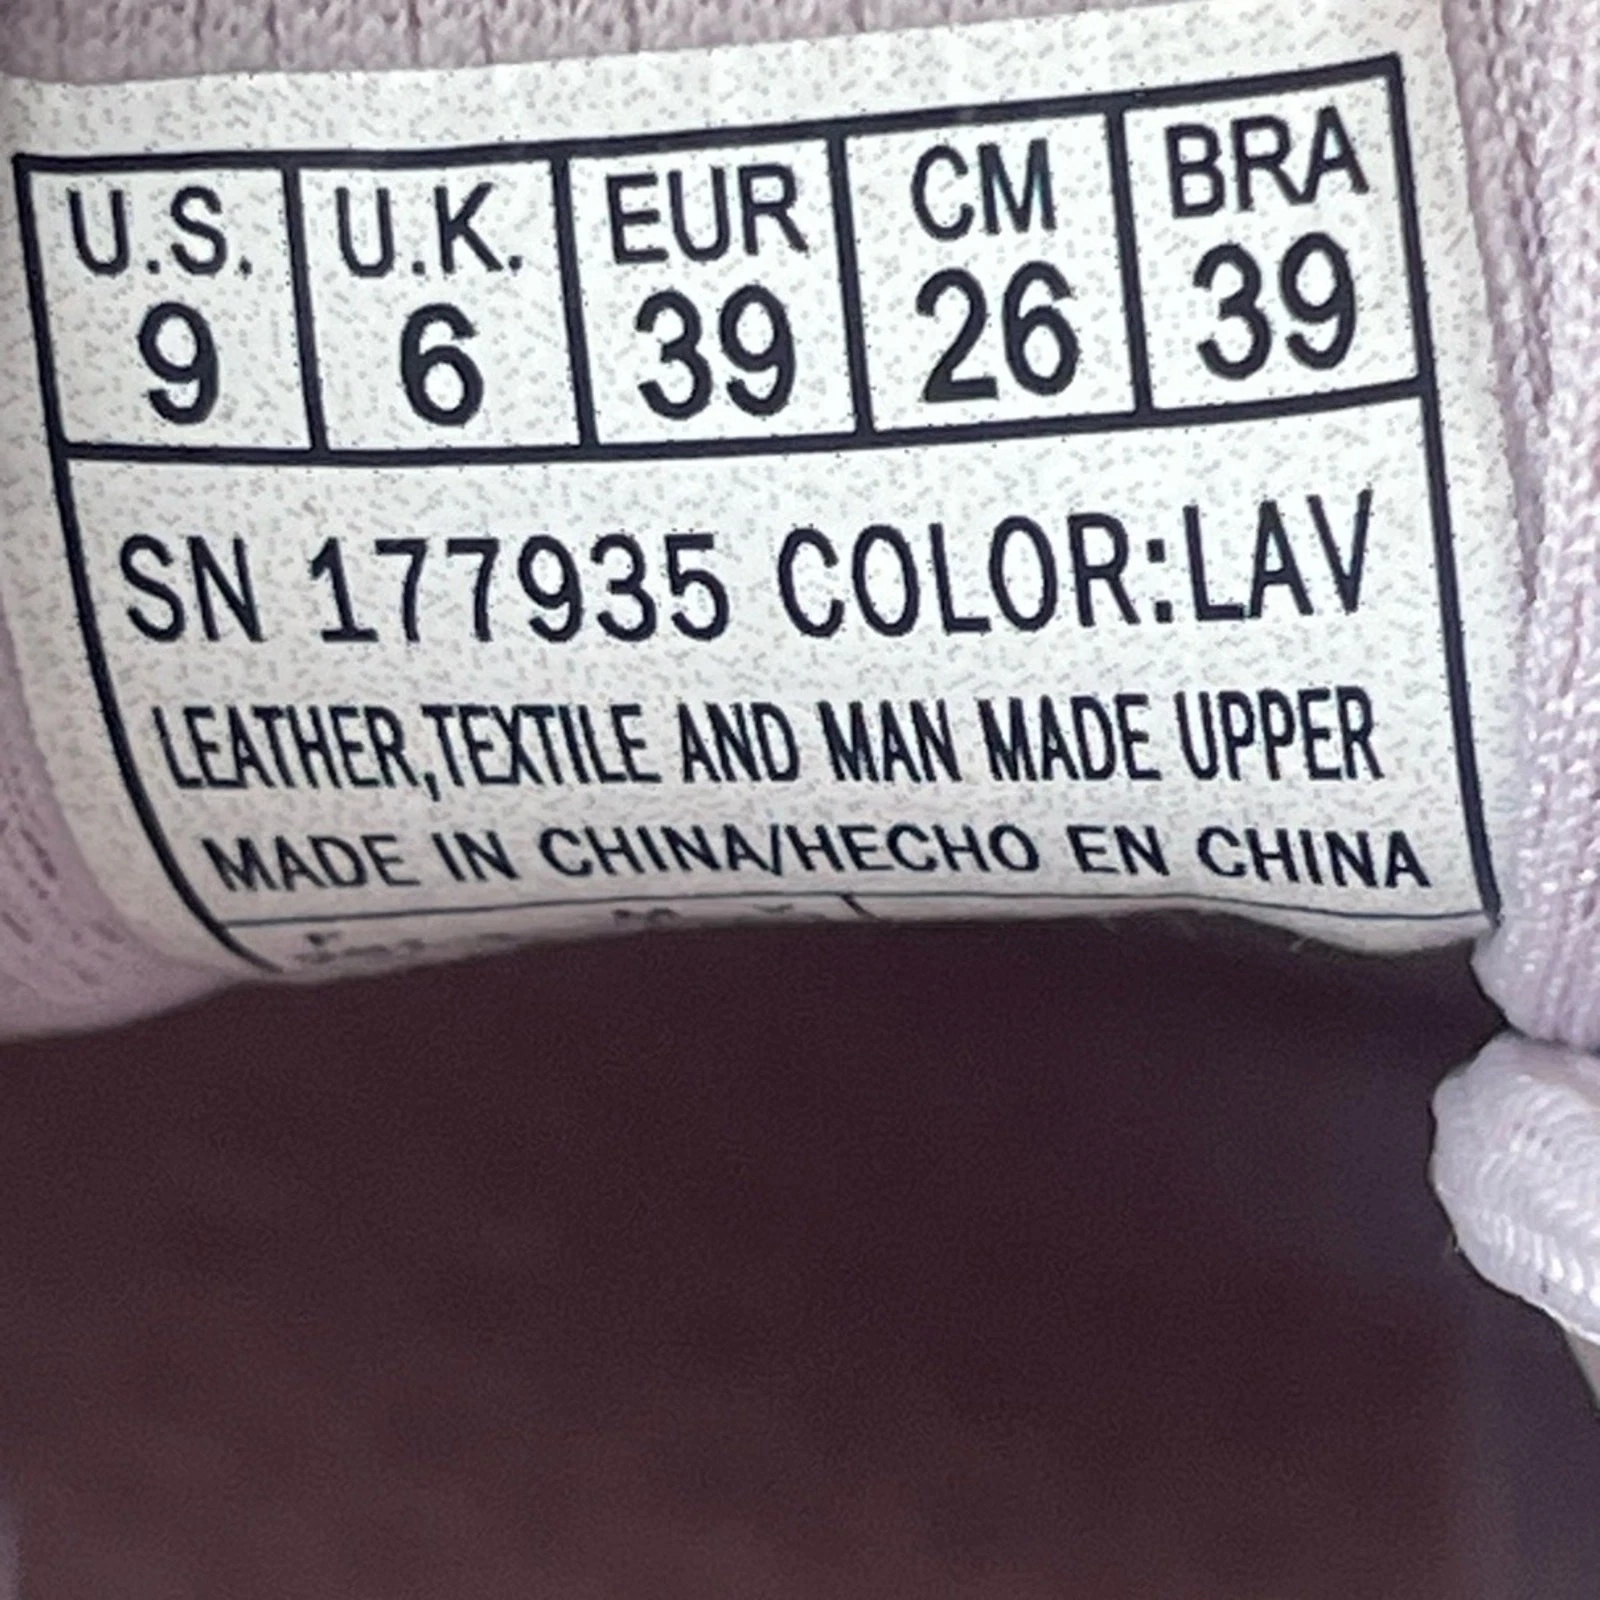 U.S. U.K. EUR CM BRA
9 6 39 26 39
SN 177935 COLOR:LAV
LEATHER,TEXTILE AND MAN MADE UPPER
MADE IN CHINA/HECHO EN CHINA